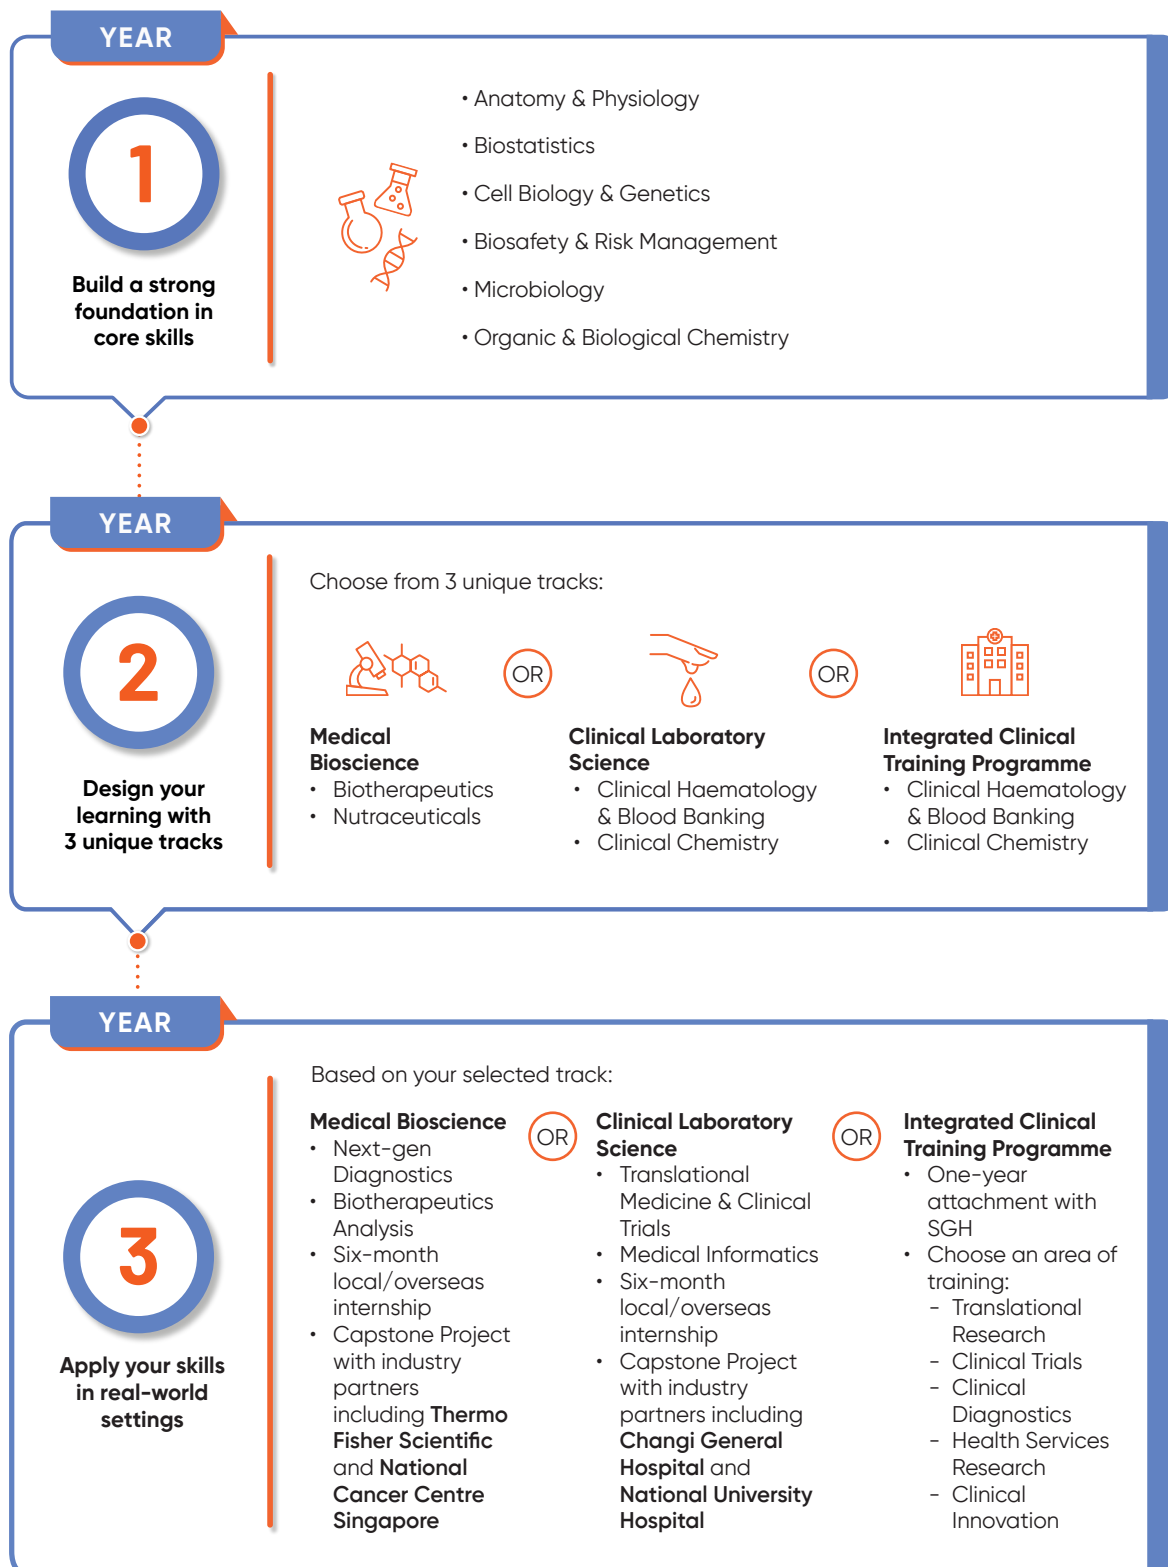 YEAR
1
Build a strong
foundation in
core skills
• Anatomy & Physiology
• Biostatistics
• Cell Biology & Genetics
• Biosafety & Risk Management
• Microbiology
• Organic & Biological Chemistry
YEAR
2
Design your
learning with
3 unique tracks
Choose from 3 unique tracks:
Medical
Bioscience
• Biotherapeutics
• Nutraceuticals
OR
Clinical Laboratory
Science
• Clinical Haematology
& Blood Banking
• Clinical Chemistry
OR
Integrated Clinical
Training Programme
• Clinical Haematology
& Blood Banking
• Clinical Chemistry
YEAR
3
Apply your skills
in real-world
settings
Based on your selected track:
Medical Bioscience
• Next-gen
Diagnostics
• Biotherapeutics
Analysis
• Six-month
local/overseas
internship
• Capstone Project
with industry
partners
including Thermo
Fisher Scientific
and National
Cancer Centre
Singapore
OR
Clinical Laboratory
Science
• Translational
Medicine & Clinical
Trials
• Medical Informatics
• Six-month
local/overseas
internship
• Capstone Project
with industry
partners including
Changi General
Hospital and
National University
Hospital
OR
Integrated Clinical
Training Programme
• One-year
attachment with
SGH
• Choose an area of
training:
- Translational
Research
- Clinical Trials
- Clinical
Diagnostics
- Health Services
Research
- Clinical
Innovation